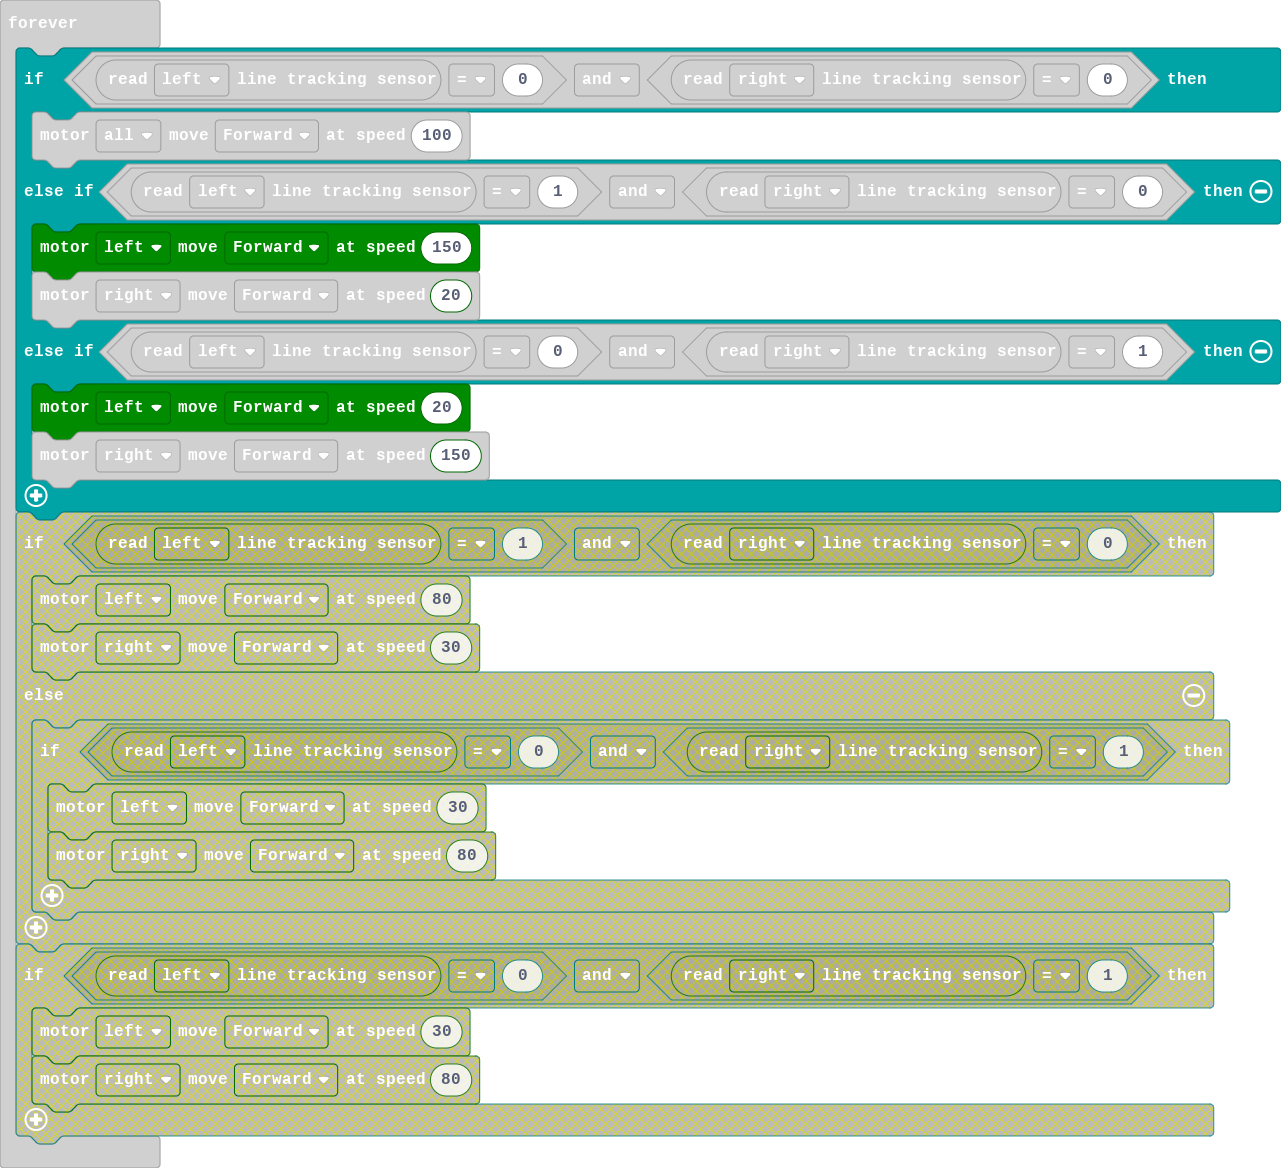 forever
if read left line tracking sensor = 0 and read right line tracking sensor = 0 then
motor all move Forward at speed 100
else if read left line tracking sensor = 1 and read right line tracking sensor = 0 then
motor left move Forward at speed 150
motor right move Forward at speed 20
else if read left line tracking sensor = 0 and read right line tracking sensor = 1 then
motor left move Forward at speed 20
motor right move Forward at speed 150
if read left line tracking sensor = 1 and read right line tracking sensor = 0 then
motor left move Forward at speed 80
motor right move Forward at speed 30
else
if read left line tracking sensor = 0 and read right line tracking sensor = 1 then
motor left move Forward at speed 30
motor right move Forward at speed 80
if read left line tracking sensor = 0 and read right line tracking sensor = 1 then
motor left move Forward at speed 30
motor right move Forward at speed 80